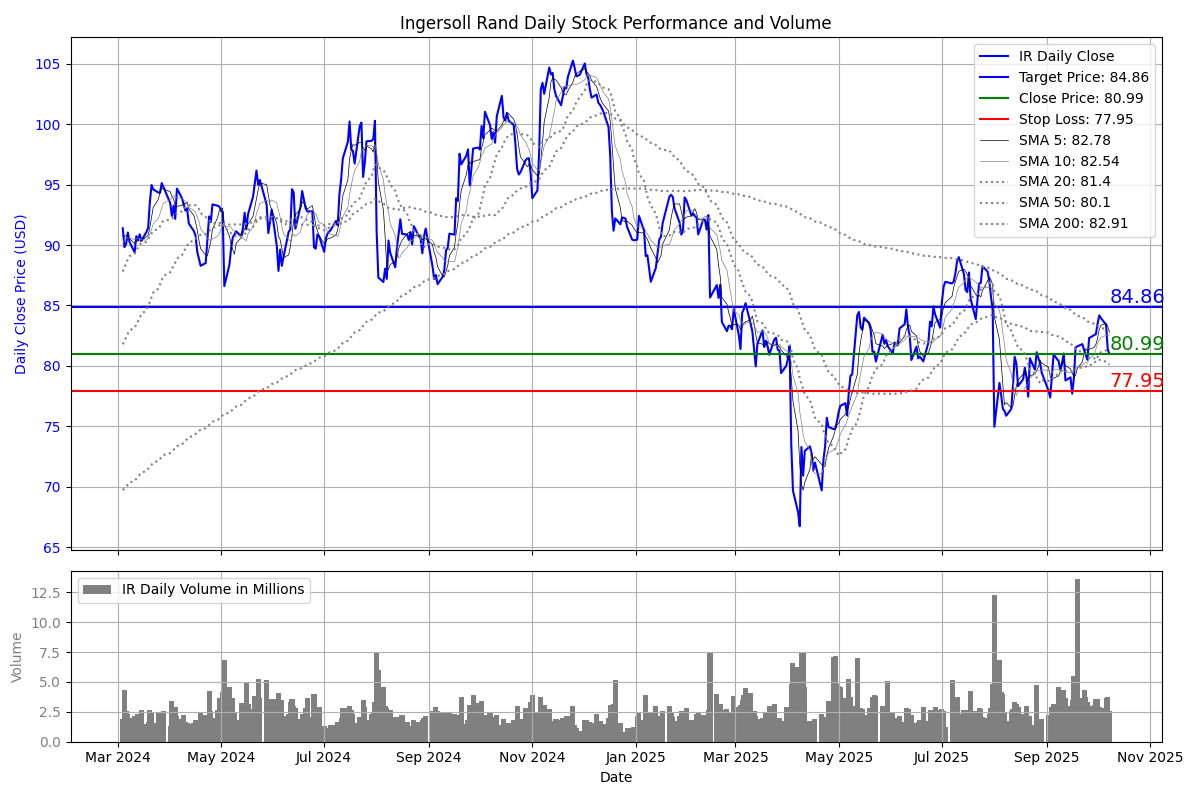 Ingersoll Rand Daily Stock Performance and Volume
Daily Close Price (USD)
105
100
95
90
85
80
75
70
65
IR Daily Close
Target Price: 84.86
Close Price: 80.99
Stop Loss: 77.95
SMA 5: 82.78
SMA 10: 82.54
SMA 20: 81.4
SMA 50: 80.1
SMA 200: 82.91
84.86
80.99
77.95
IR Daily Volume in Millions
Volume
12.5
10.0
7.5
5.0
2.5
0.0
Mar 2024 May 2024 Jul 2024 Sep 2024 Nov 2024 Jan 2025 Mar 2025 May 2025 Jul 2025 Sep 2025 Nov 2025
Date